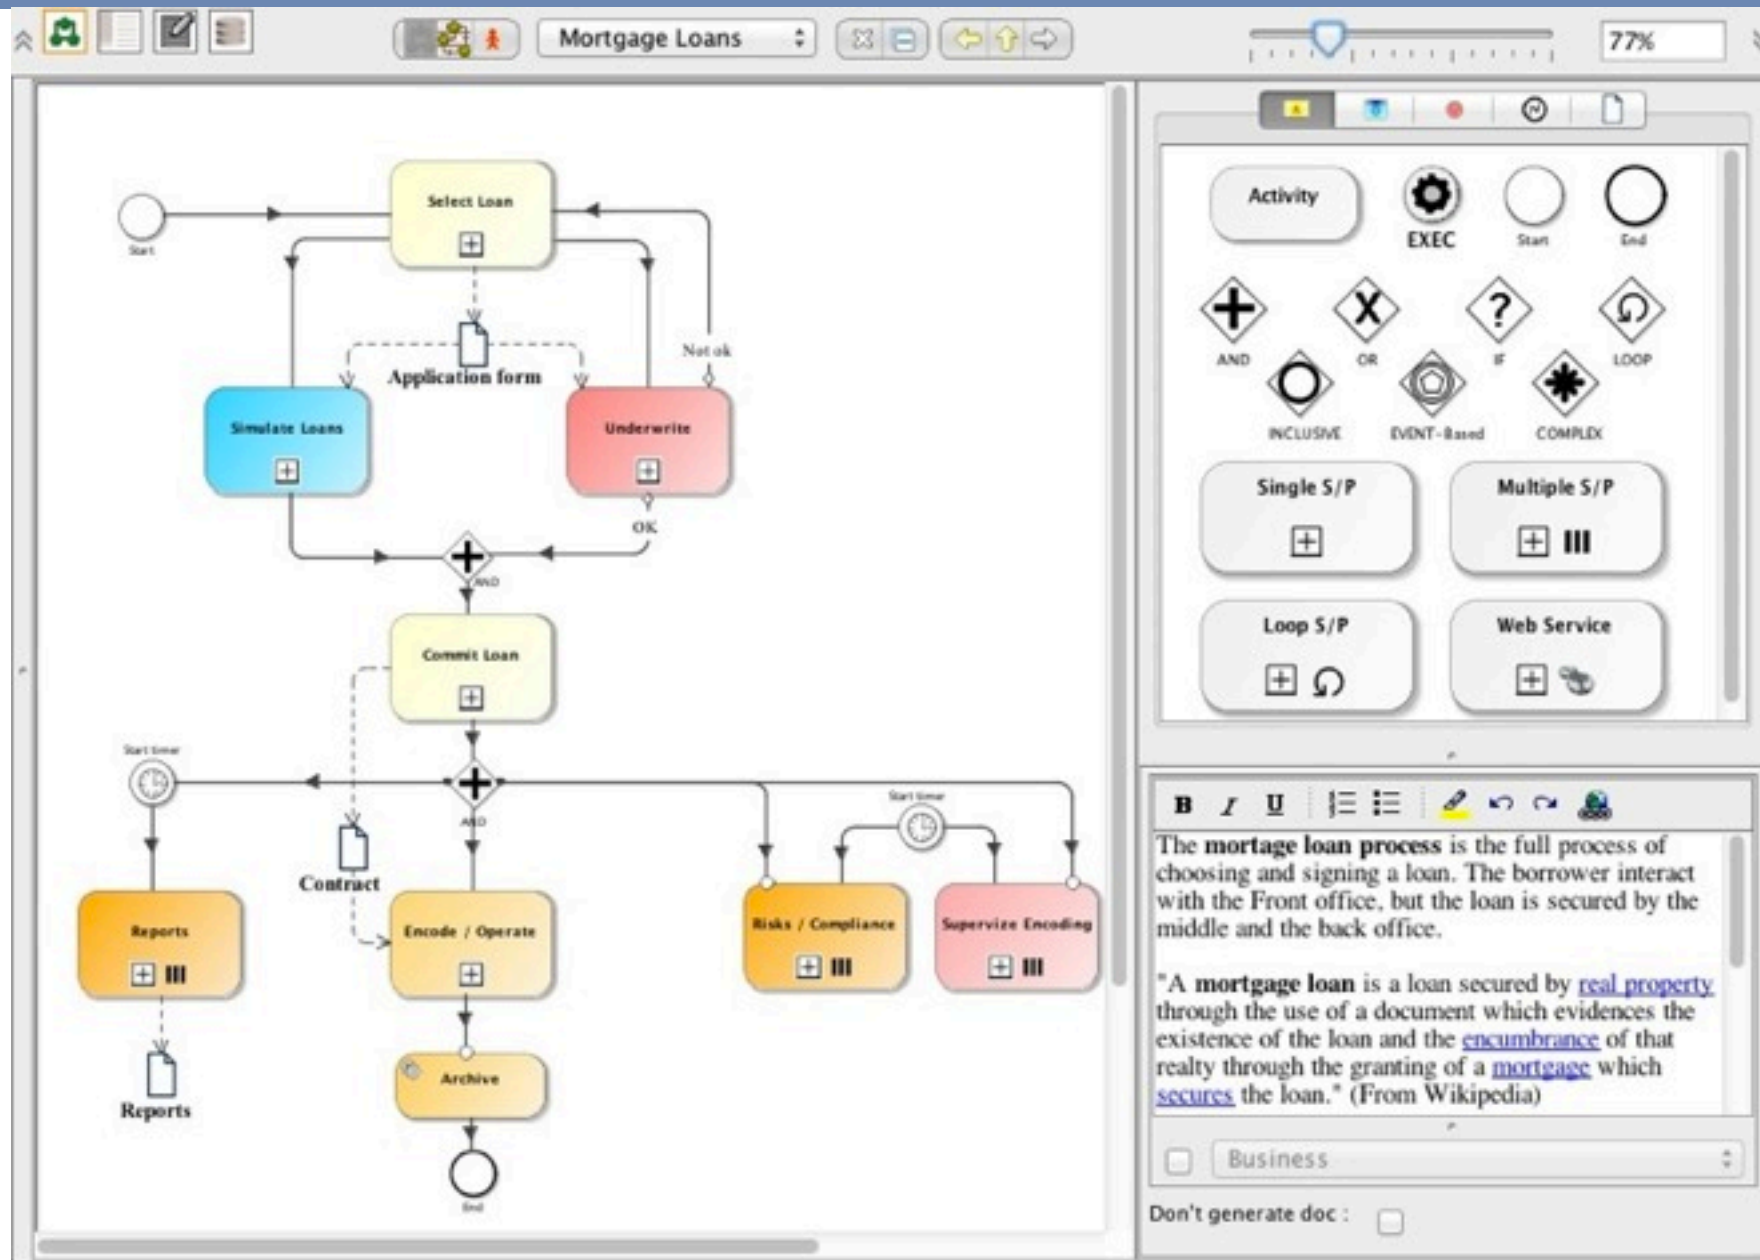 Mortgage Loans
77%
Select Loan
Start
Not ok
Application form
Simulate Loans
Underwrite
OK
AND
Commit Loan
Start timer
AND
Start timer
Contract
Reports
Encode / Operate
Risks / Compliance
Supervize Encoding
Reports
Archive
End
A
Activity
EXEC
Start
End
AND
OR
IF
LOOP
INCLUSIVE
EVENT-Based
COMPLEX
Single S/P
Multiple S/P
Loop S/P
Web Service
B I U
The mortage loan process is the full process of
choosing and signing a loan. The borrower interact
with the Front office, but the loan is secured by the
middle and the back office.
"A mortgage loan is a loan secured by real property
through the use of a document which evidences the
existence of the loan and the encumbrance of that
realty through the granting of a mortgage which
secures the loan." (From Wikipedia)
Business
Don't generate doc :